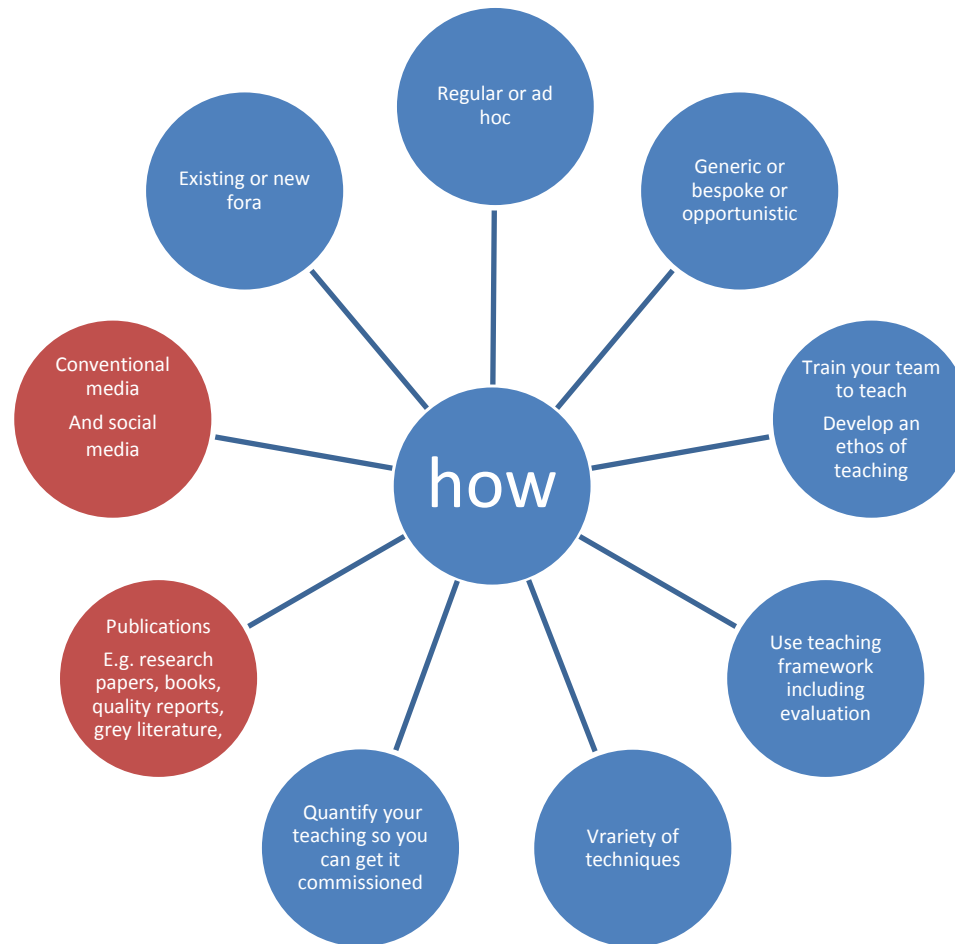 Regular or ad
hoc
Generic or
bespoke or
opportunistic
Train your team
to teach
Develop an
ethos of
teaching
Use teaching
framework
including
evaluation
Vrariety of
techniques
Quantify your
teaching so you
can get it
commissioned
Publications
E.g. research
papers, books,
quality reports,
grey literature,
Conventional
media
And social
media
Existing or new
fora
how